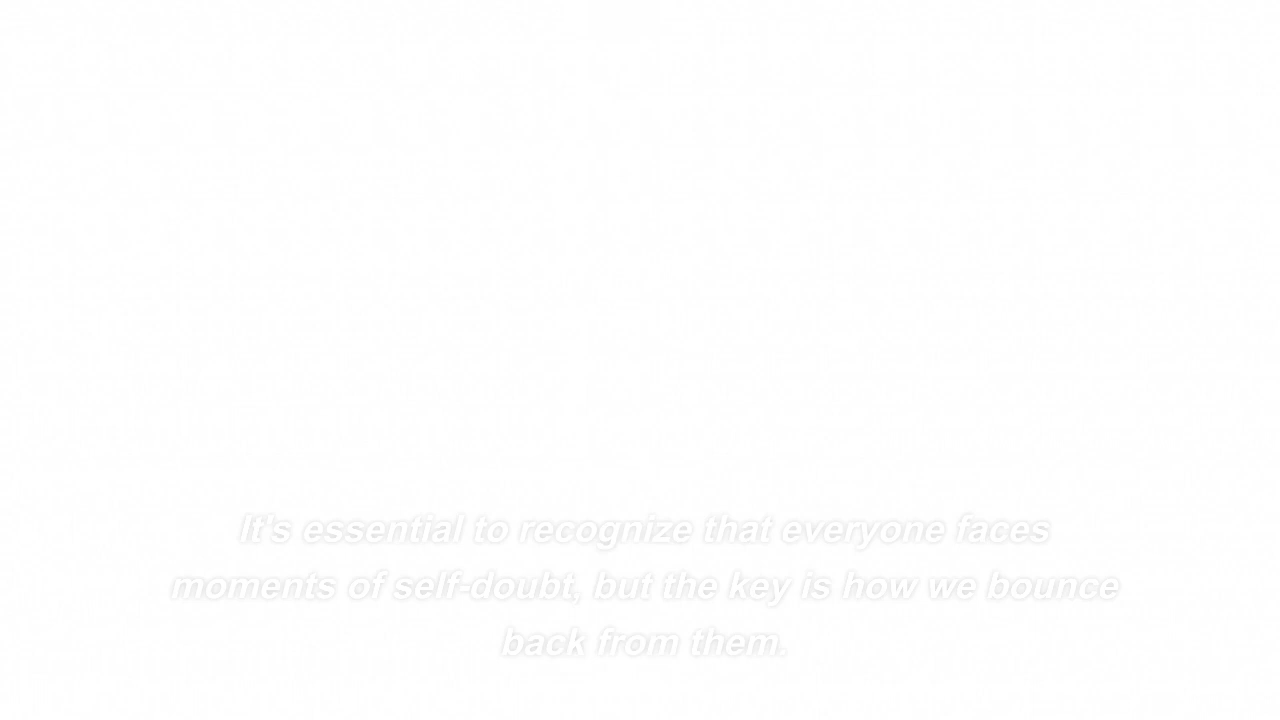 It's essential to recognize that everyone faces
moments of self-doubt, but the key is how we bounce
back from them.